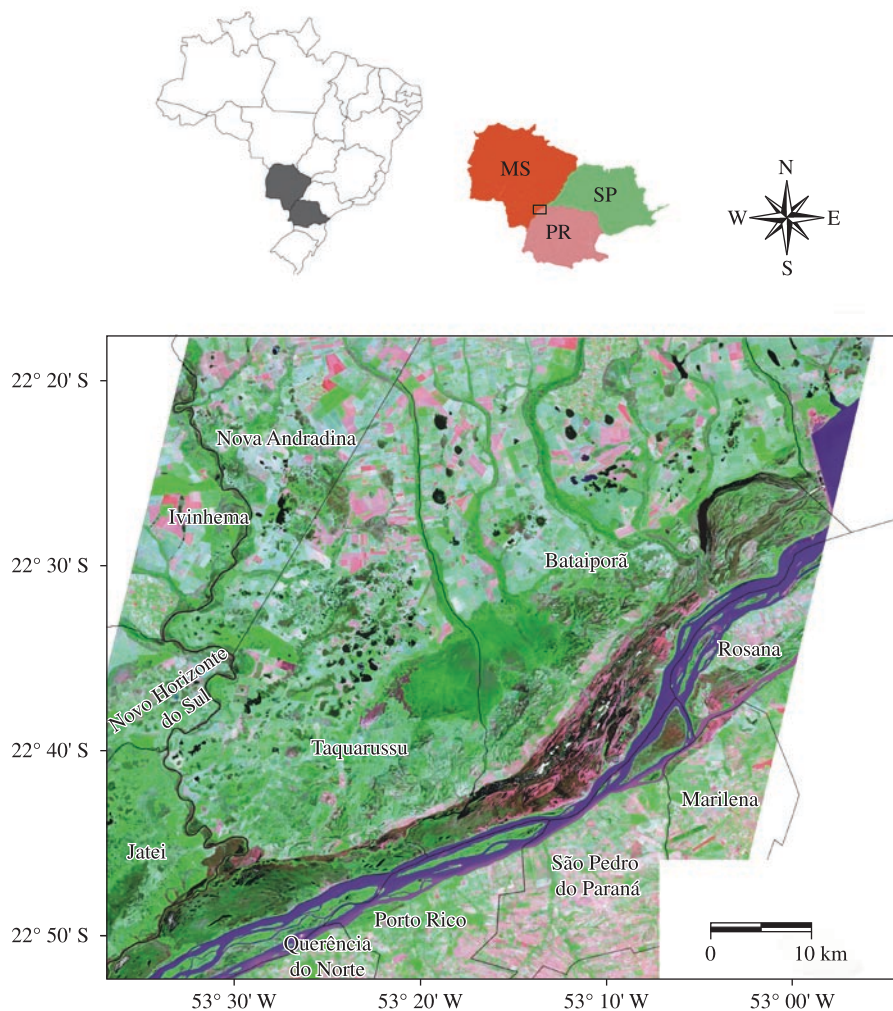 MS
SP
PR
N
W
E
S
22° 20' S
22° 30' S
22° 40' S
22° 50' S
Nova Andradina
Ivinhema
Bataiporã
Rosana
Novo Horizonte
do Sul
Taquarussu
Marilena
Jatei
São Pedro
do Paraná
Porto Rico
Querência
do Norte
0 10 km
53° 30' W 53° 20' W 53° 10' W 53° 00' W